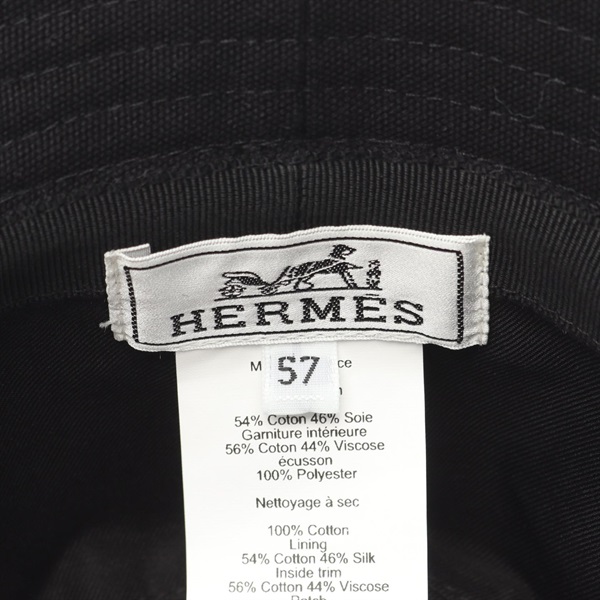 HERMES
57
54% Coton 46% Soie
Garniture intérieure
56% Coton 44% Viscose
écusson
100% Polyester
Nettoyage à sec
100% Cotton
Lining
54% Cotton 46% Silk
Inside trim
56% Cotton 44% Viscose